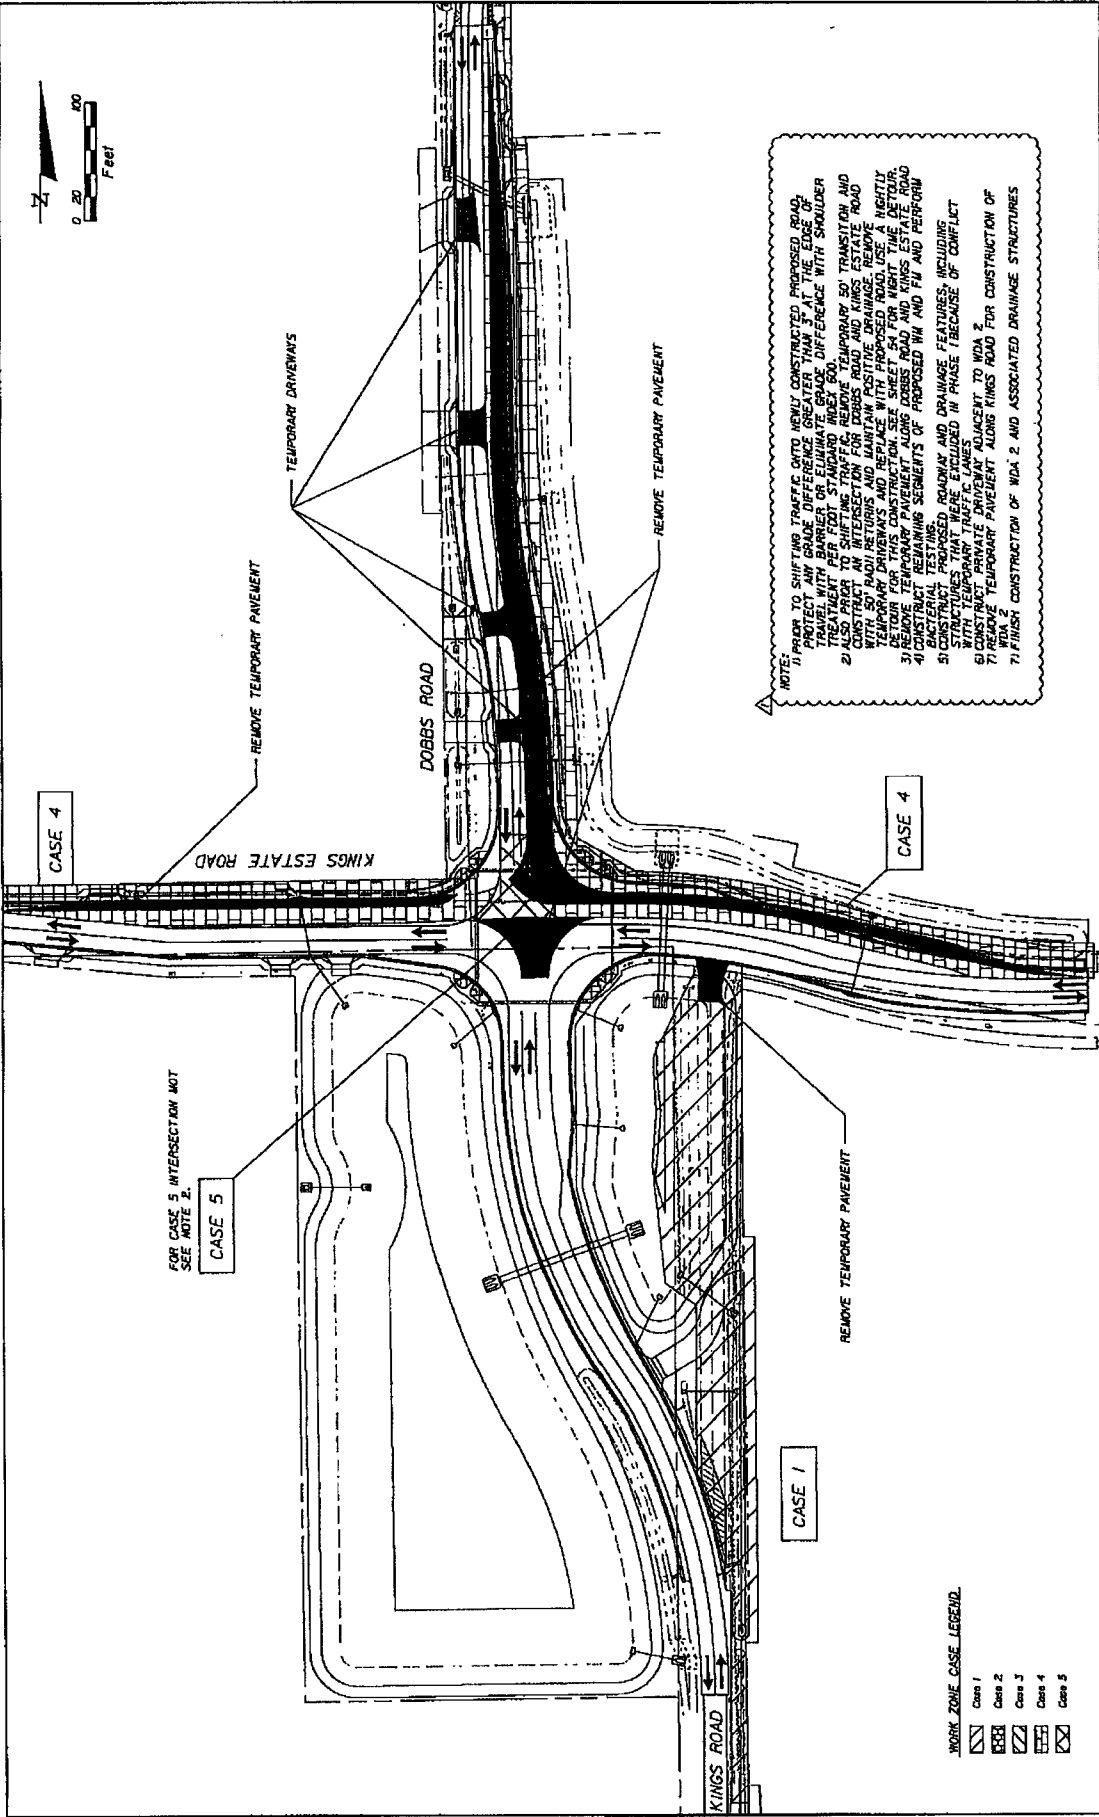 N
0 20 100
Feet
TEMPORARY DRIVEWAYS
REMOVE TEMPORARY PAVEMENT
DOBBS ROAD
REMOVE TEMPORARY PAVEMENT
CASE 4
KINGS ESTATE ROAD
CASE 4
FOR CASE 5 INTERSECTION MOT
SEE NOTE 2.
CASE 5
REMOVE TEMPORARY PAVEMENT
CASE 1
KINGS ROAD
NOTE:
1) PRIOR TO SHIFTING TRAFFIC ONTO NEWLY CONSTRUCTED PROPOSED ROAD,
PROTECT ANY GRADE DIFFERENCE GREATER THAN 3" AT THE EDGE OF
TRAVEL WITH BARRIER OR ELIMINATE GRADE DIFFERENCE WITH SHOULDER
TREATMENT PER FDOT STANDARD INDEX 600.
2) ALSO PRIOR TO SHIFTING TRAFFIC, REMOVE TEMPORARY 50' TRANSITION AND
CONSTRUCT AN INTERSECTION FOR DOBBS ROAD AND KINGS ESTATE ROAD
WITH 50' RADII RETURNS AND MAINTAIN POSITIVE DRAINAGE. REMOVE
TEMPORARY DRIVEWAYS AND REPLACE WITH PROPOSED ROAD. USE A NIGHTLY
DETOUR FOR THIS CONSTRUCTION. SEE SHEET 54 FOR NIGHT TIME DETOUR.
3) REMOVE TEMPORARY PAVEMENT ALONG DOBBS ROAD AND KINGS ESTATE ROAD
4) CONSTRUCT REMAINING SEGMENTS OF PROPOSED WM AND FM AND PERFORM
BACTERIAL TESTING.
5) CONSTRUCT PROPOSED ROADWAY AND DRAINAGE FEATURES, INCLUDING
STRUCTURES THAT WERE EXCLUDED IN PHASE 1 BECAUSE OF CONFLICT
WITH TEMPORARY TRAFFIC LANES
6) CONSTRUCT PRIVATE DRIVEWAY ADJACENT TO WDA 2
7) REMOVE TEMPORARY PAVEMENT ALONG KINGS ROAD FOR CONSTRUCTION OF
WDA 2
7) FINISH CONSTRUCTION OF WDA 2 AND ASSOCIATED DRAINAGE STRUCTURES
WORK ZONE CASE LEGEND
Case 1
Case 2
Case 3
Case 4
Case 5